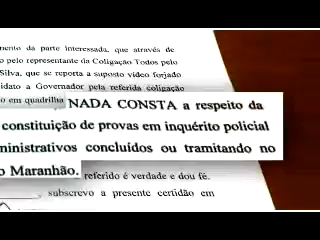 mento da parte interessada, que através de
o pelo representante da Coligação Todos pelo
Silva, que se reporta a suposto vídeo forjado
idato a Governador pela referida coligação
o em quadrilha NADA CONSTA a respeito da
constituição de provas em inquérito policial
ministrativos concluídos ou tramitando no
o Maranhão.
referido é verdade e dou fé.
subscrevo a presente certidão em